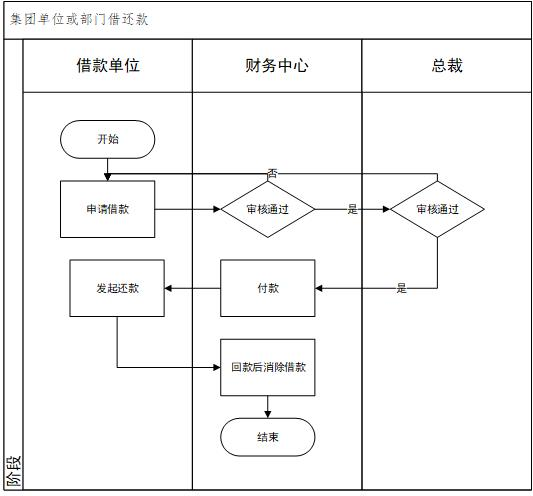 集团单位或部门借还款
借款单位
财务中心
总裁
开始
否
申请借款
审核通过
是
审核通过
发起还款
付款
是
回款后消除借款
结束
阶段